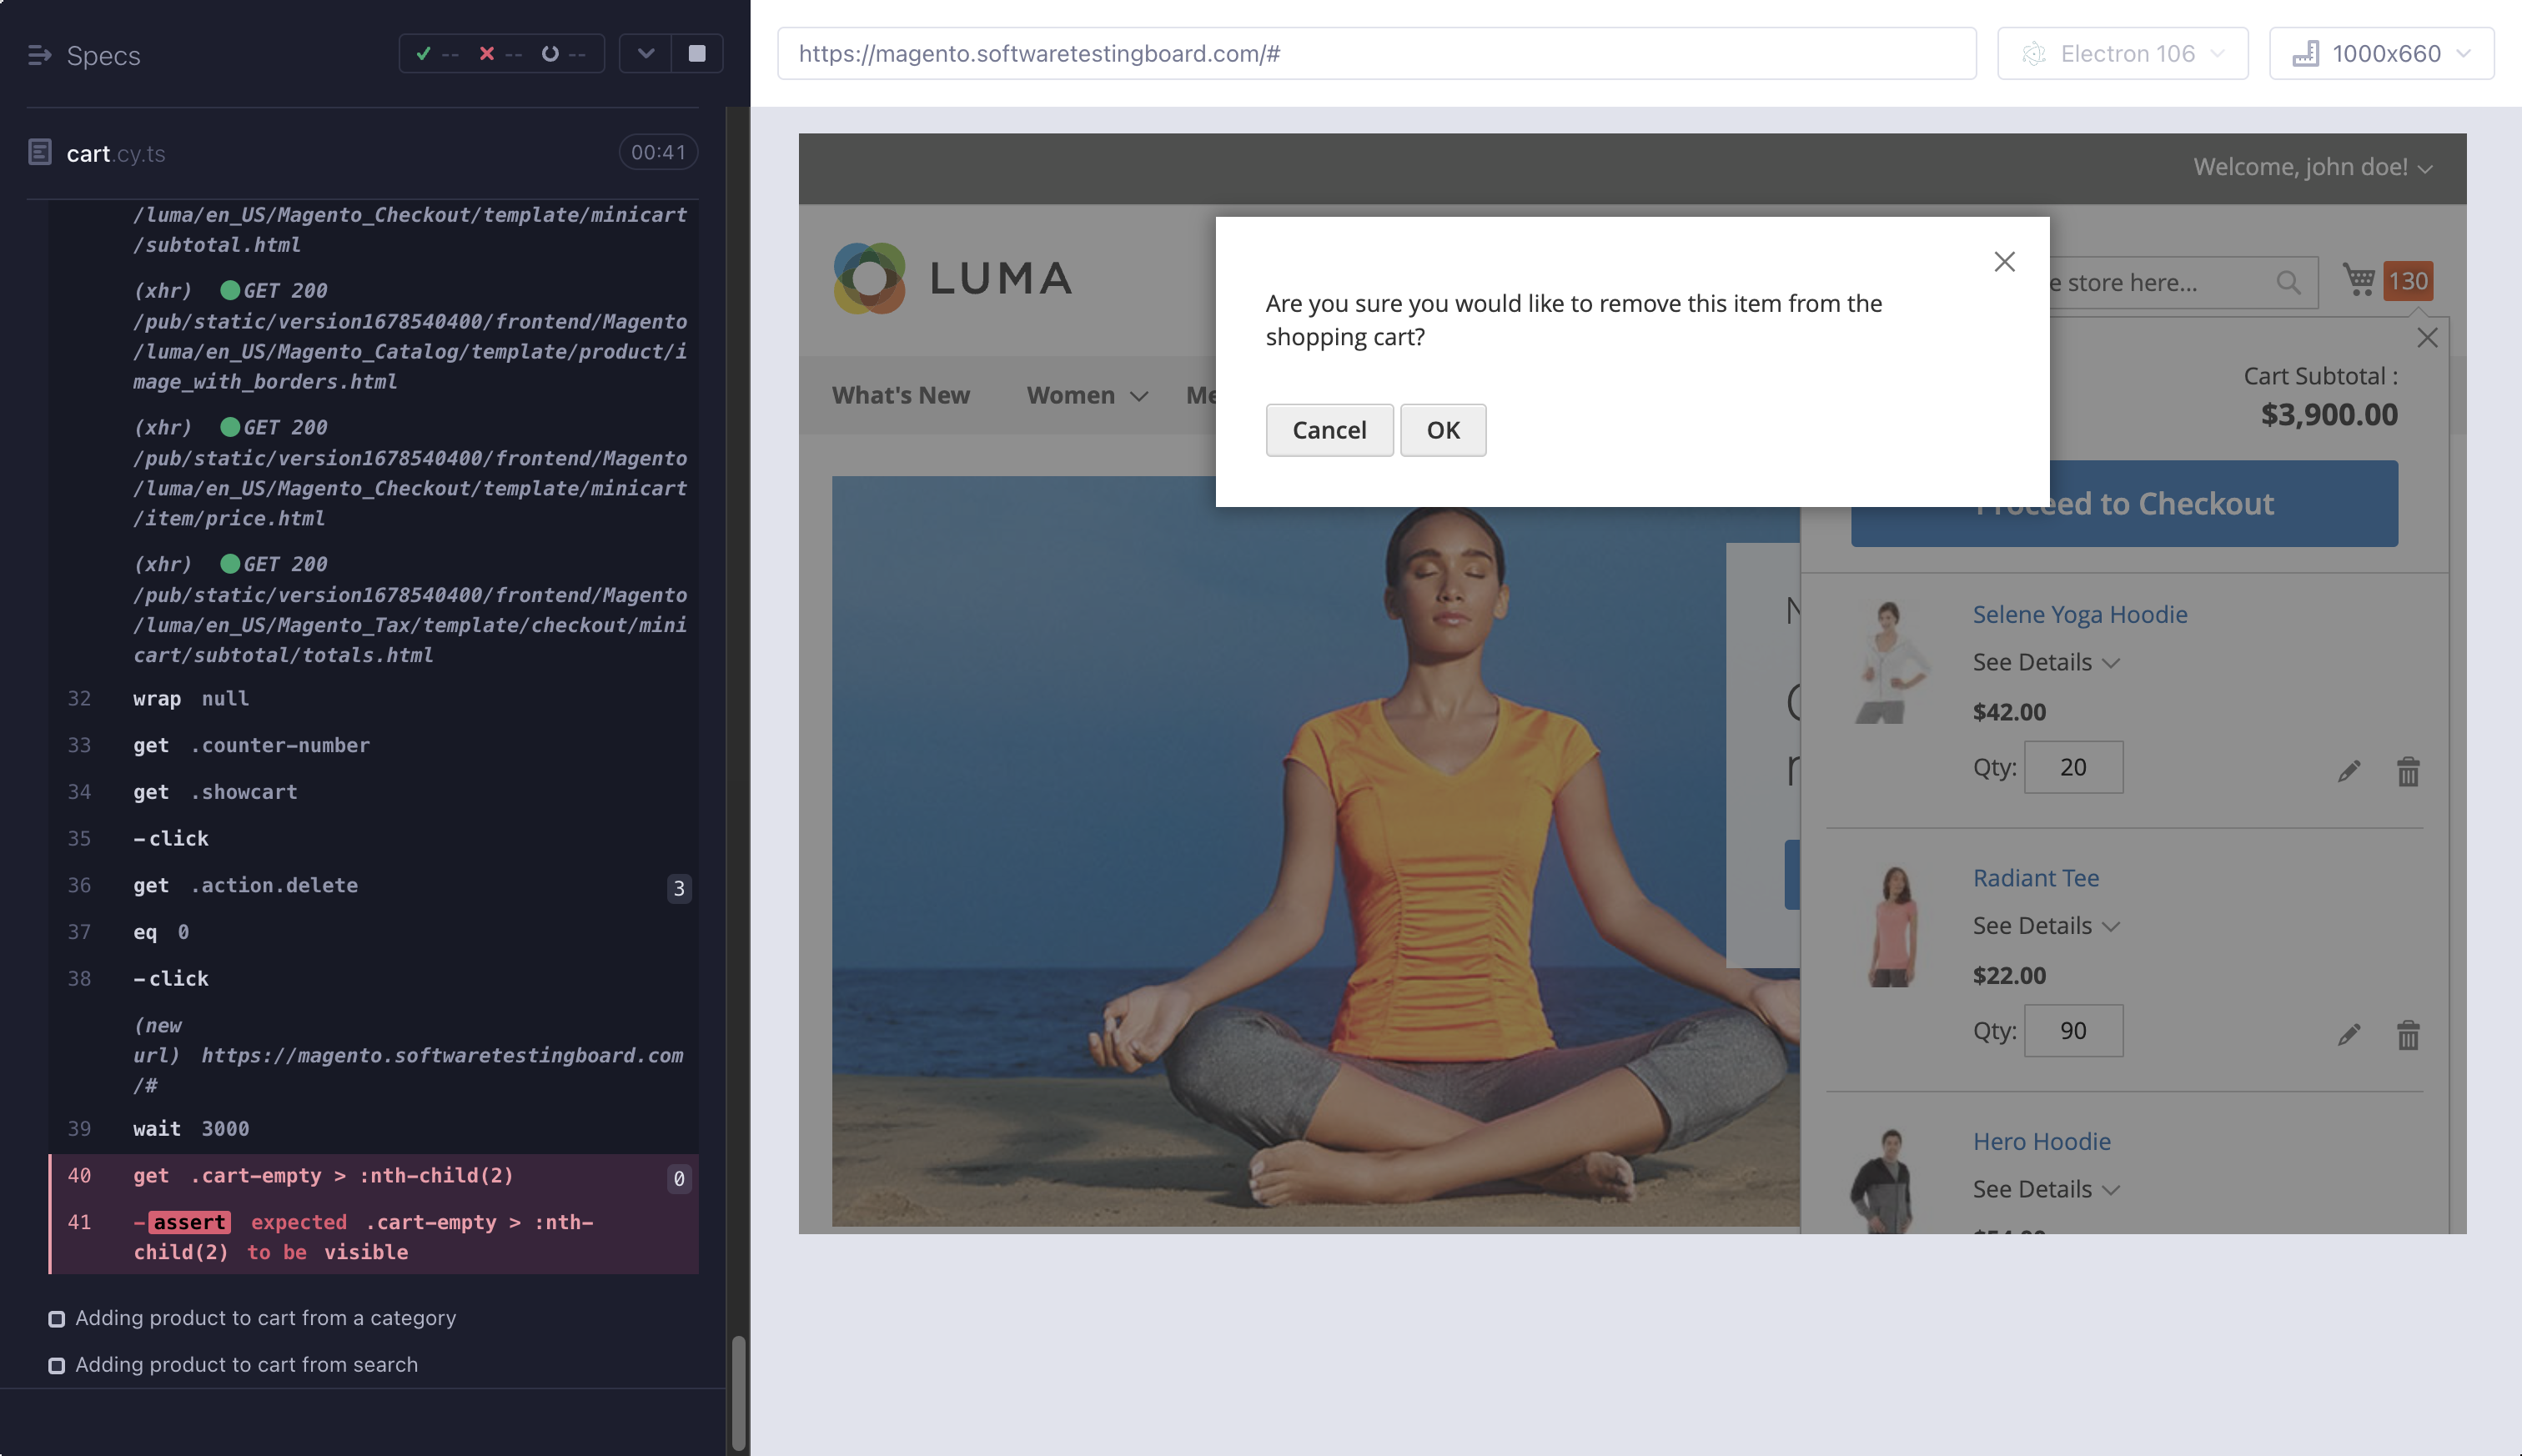 Specs
-- -- --
cart.cy.ts
00:41
/luma/en_US/Magento_Checkout/template/minicart
/subtotal.html
(xhr) GET 200
/pub/static/version1678540400/frontend/Magento
/luma/en_US/Magento_Catalog/template/product/i
mage_with_borders.html
(xhr) GET 200
/pub/static/version1678540400/frontend/Magento
/luma/en_US/Magento_Checkout/template/minicart
/item/price.html
(xhr) GET 200
/pub/static/version1678540400/frontend/Magento
/luma/en_US/Magento_Tax/template/checkout/mini
cart/subtotal/totals.html
32 wrap null
33 get .counter-number
34 get .showcart
35 -click
36 get .action.delete 3
37 eq 0
38 -click
(new
url) https://magento.softwaretestingboard.com
/#
39 wait 3000
40 get .cart-empty > :nth-child(2) 0
41 -assert expected .cart-empty > :nth-
child(2) to be visible
Adding product to cart from a category
Adding product to cart from search
https://magento.softwaretestingboard.com/#
Electron 106
1000x660
Welcome, john doe!
LUMA
e store here...
130
What's New
Women
Me
Are you sure you would like to remove this item from the
shopping cart?
Cancel
OK
Cart Subtotal :
$3,900.00
Proceed to Checkout
Selene Yoga Hoodie
See Details
$42.00
Qty: 20
Radiant Tee
See Details
$22.00
Qty: 90
Hero Hoodie
See Details